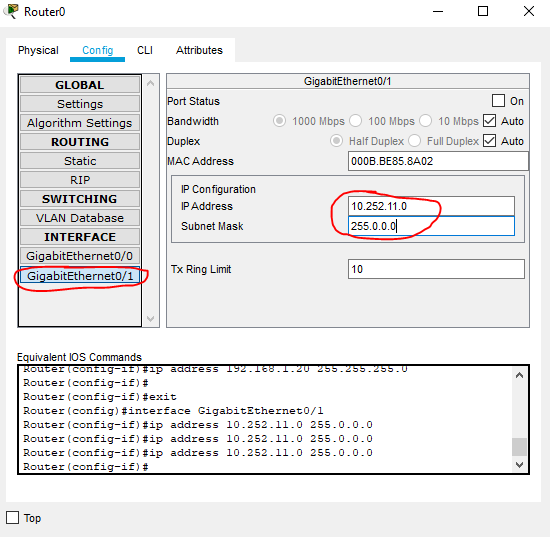 Router0
Physical Config CLI Attributes
GLOBAL
Settings
Algorithm Settings
ROUTING
Static
RIP
SWITCHING
VLAN Database
INTERFACE
GigabitEthernet0/0
GigabitEthernet0/1
GigabitEthernet0/1
Port Status On
Bandwidth 1000 Mbps 100 Mbps 10 Mbps Auto
Duplex Half Duplex Full Duplex Auto
MAC Address 000B.BE85.8A02
IP Configuration
IP Address 10.252.11.0
Subnet Mask 255.0.0.0
Tx Ring Limit 10
Equivalent IOS Commands
Router(config-if)#ip address 192.168.1.20 255.255.255.0
Router(config-if)#
Router(config-if)#exit
Router(config)#interface GigabitEthernet0/1
Router(config-if)#ip address 10.252.11.0 255.0.0.0
Router(config-if)#ip address 10.252.11.0 255.0.0.0
Router(config-if)#ip address 10.252.11.0 255.0.0.0
Router(config-if)#
Top